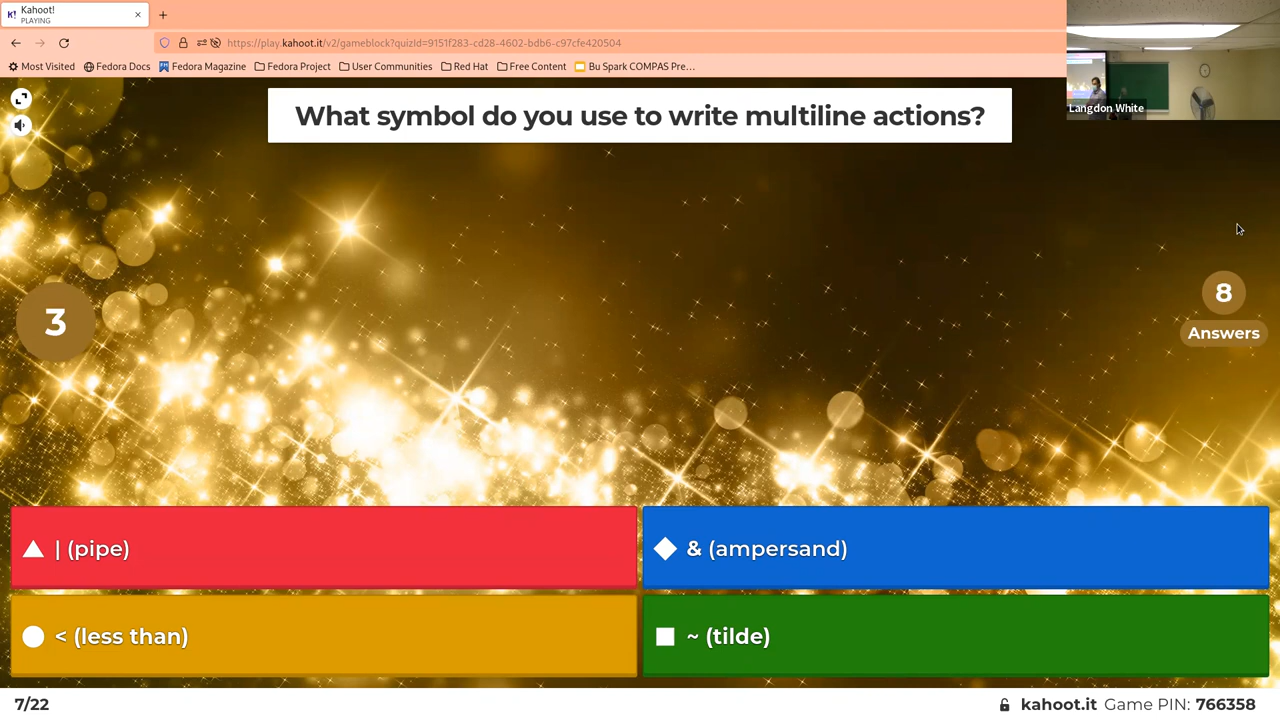 K! Kahoot!
PLAYING
https://play.kahoot.it/v2/gameblock?quizId=9151f283-cd28-4602-bdb6-c97cfe420504
Most Visited Fedora Docs Fedora Magazine Fedora Project User Communities Red Hat Free Content Bu Spark COMPAS Pre…
Langdon White
What symbol do you use to write multiline actions?
3
8
Answers
| (pipe)
& (ampersand)
< (less than)
~ (tilde)
7/22
kahoot.it Game PIN: 766358